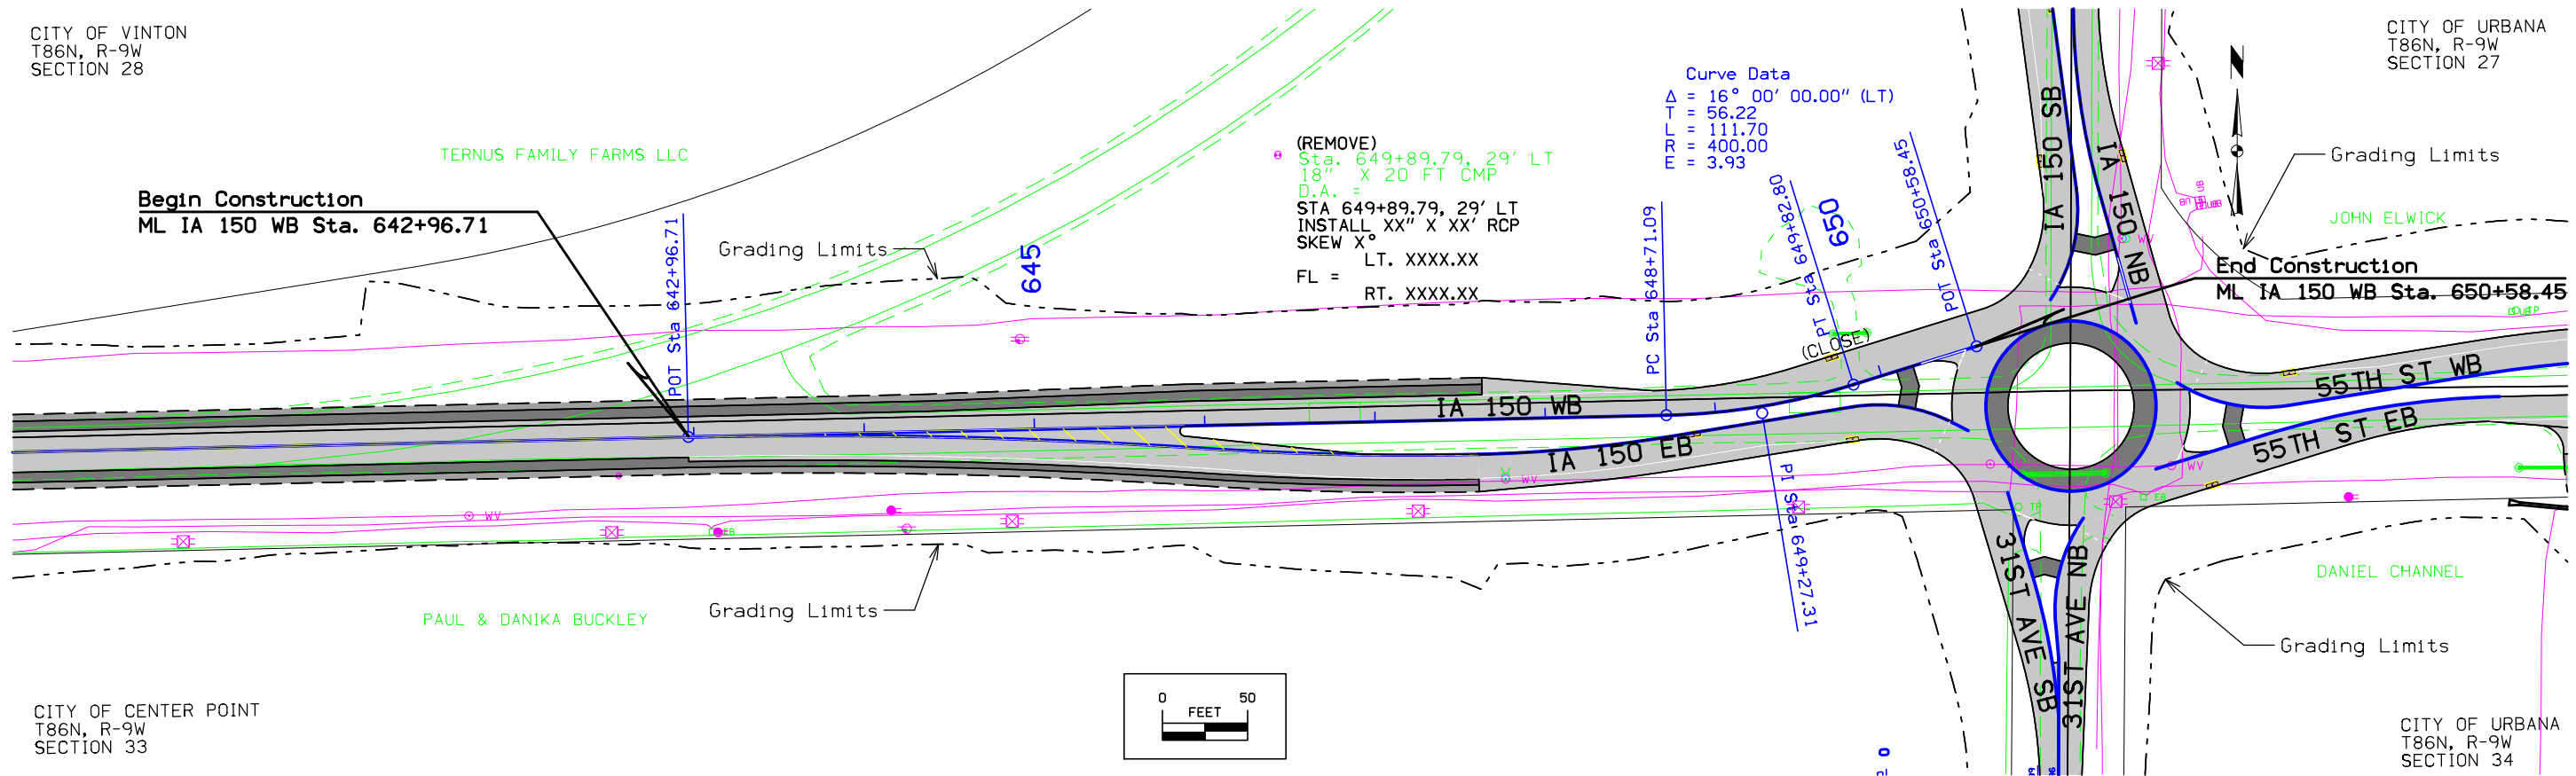 CITY OF VINTON
T86N, R-9W
SECTION 28
CITY OF URBANA
T86N, R-9W
SECTION 27
Curve Data
Δ = 16° 00' 00.00" (LT)
T = 56.22
L = 111.70
R = 400.00
E = 3.93
TERNUS FAMILY FARMS LLC
(REMOVE)
Sta. 649+89.79, 29' LT
18" X 20 FT CMP
D.A. =
STA 649+89.79, 29' LT
INSTALL XX" X XX' RCP
SKEW X°
LT. XXXX.XX
FL =
RT. XXXX.XX
Begin Construction
ML IA 150 WB Sta. 642+96.71
Grading Limits
POT Sta 642+96.71
645
PC Sta 648+71.09
PT Sta 649+82.80
650
POT Sta 650+58.45
(CLOSE)
IA 150 SB
IA 150 NB
WV
Grading Limits
JOHN ELWICK
End Construction
ML IA 150 WB Sta. 650+58.45
IA 150 WB
IA 150 EB
55TH ST WB
55TH ST EB
WV
WV
WV
EB
EB
TP
PI Sta 649+27.31
31ST AVE SB
31ST AVE NB
PAUL & DANIKA BUCKLEY
Grading Limits
DANIEL CHANNEL
Grading Limits
0 50
FEET
CITY OF CENTER POINT
T86N, R-9W
SECTION 33
CITY OF URBANA
T86N, R-9W
SECTION 34